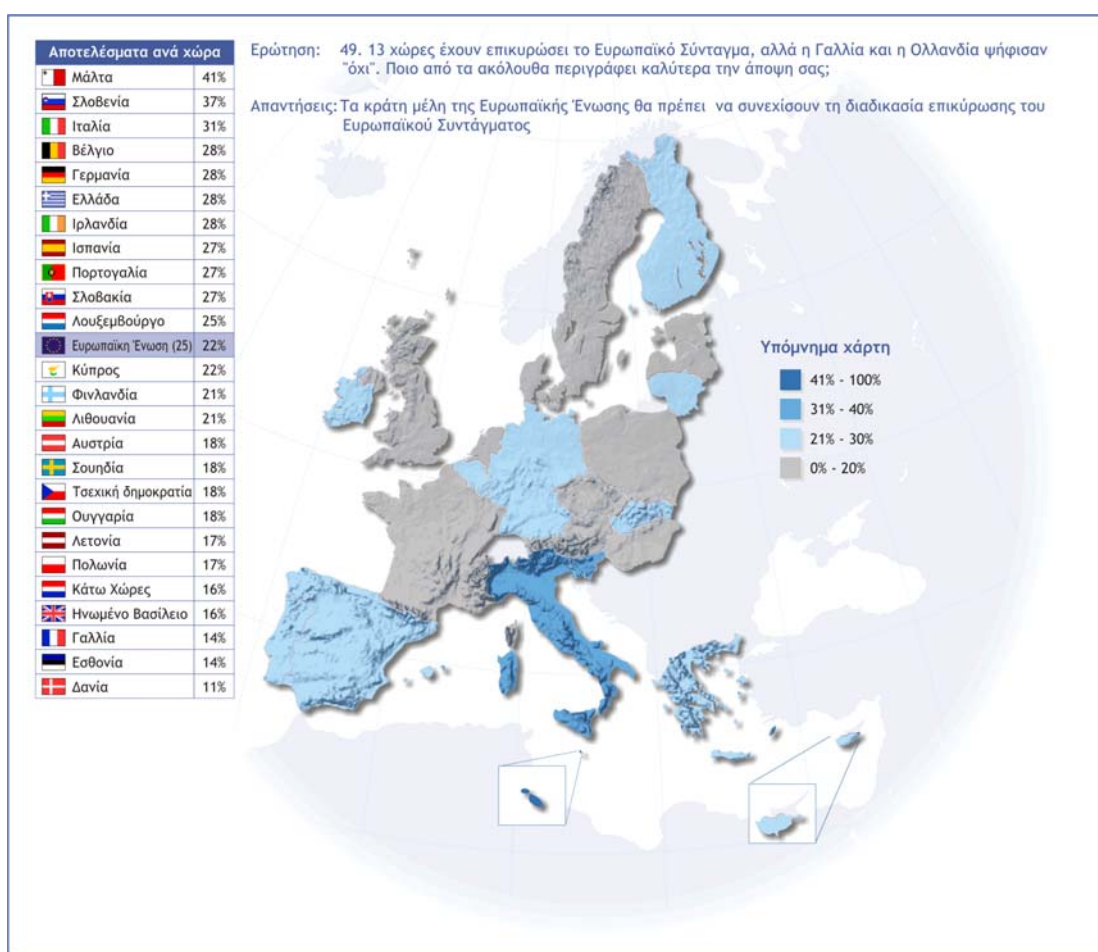 Αποτελέσματα ανά χώρα
Μάλτα 41%
Σλοβενία 37%
Ιταλία 31%
Βέλγιο 28%
Γερμανία 28%
Ελλάδα 28%
Ιρλανδία 28%
Ισπανία 27%
Πορτογαλία 27%
Σλοβακία 27%
Λουξεμβούργο 25%
Ευρωπαϊκη Ένωση (25) 22%
Κύπρος 22%
Φινλανδία 21%
Λιθουανία 21%
Αυστρία 18%
Σουηδία 18%
Τσεχική δημοκρατία 18%
Ουγγαρία 18%
Λετονία 17%
Πολωνία 17%
Κάτω Χώρες 16%
Ηνωμένο Βασίλειο 16%
Γαλλία 14%
Εσθονία 14%
Δανία 11%
Ερώτηση: 49. 13 χώρες έχουν επικυρώσει το Ευρωπαϊκό Σύνταγμα, αλλά η Γαλλία και η Ολλανδία ψήφισαν
"όχι". Ποιο από τα ακόλουθα περιγράφει καλύτερα την άποψη σας;
Απαντήσεις: Τα κράτη μέλη της Ευρωπαϊκής Ένωσης θα πρέπει να συνεχίσουν τη διαδικασία επικύρωσης του
Ευρωπαϊκού Συντάγματος
Υπόμνημα χάρτη
41% - 100%
31% - 40%
21% - 30%
0% - 20%